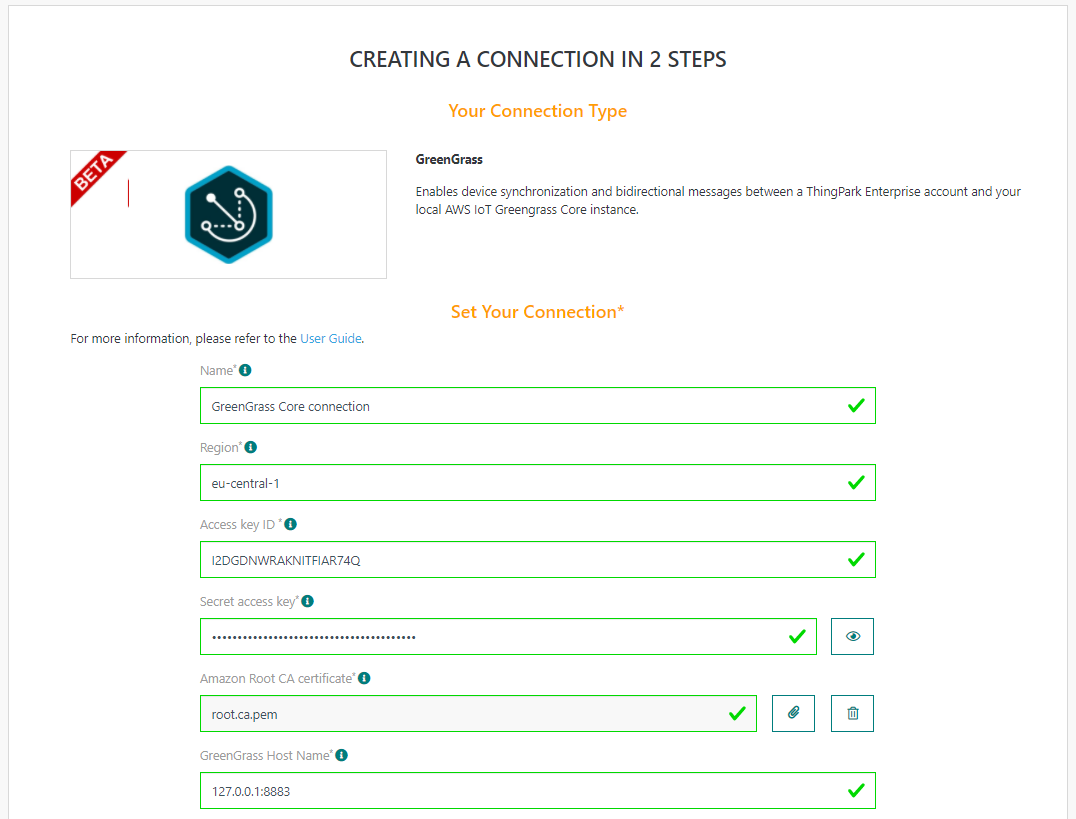 CREATING A CONNECTION IN 2 STEPS
Your Connection Type
BETA
GreenGrass
Enables device synchronization and bidirectional messages between a ThingPark Enterprise account and your
local AWS IoT Greengrass Core instance.
Set Your Connection*
For more information, please refer to the User Guide.
Name*
GreenGrass Core connection
Region*
eu-central-1
Access key ID *
I2DGDNWRAKNITFIAR74Q
Secret access key*
••••••••••••••••••••••••••••••••••••••••
Amazon Root CA certificate*
root.ca.pem
GreenGrass Host Name*
127.0.0.1:8883